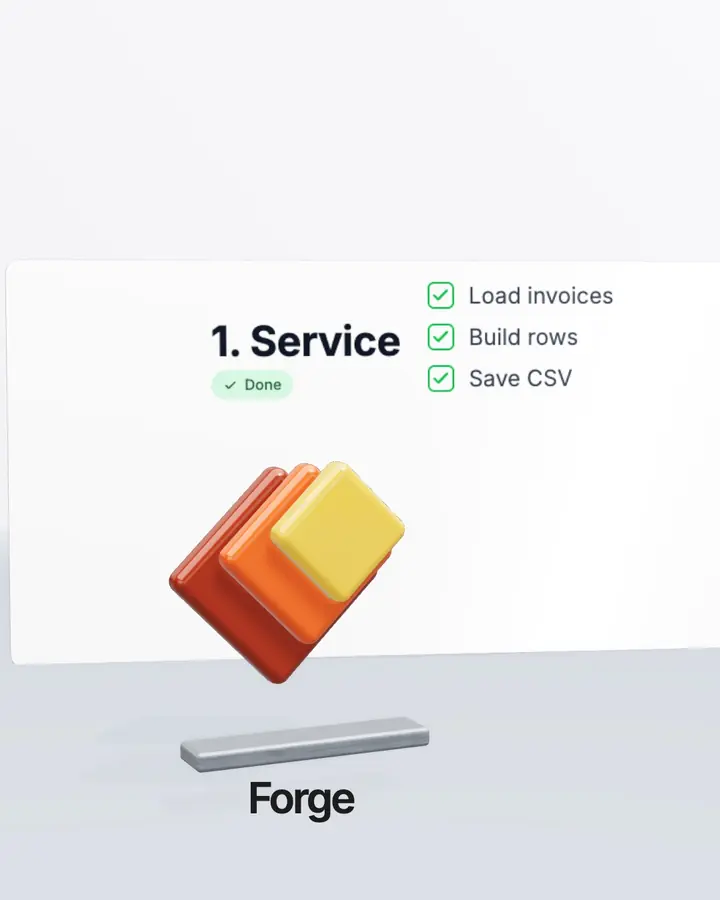 1. Service
Done
Load invoices
Build rows
Save CSV
Forge